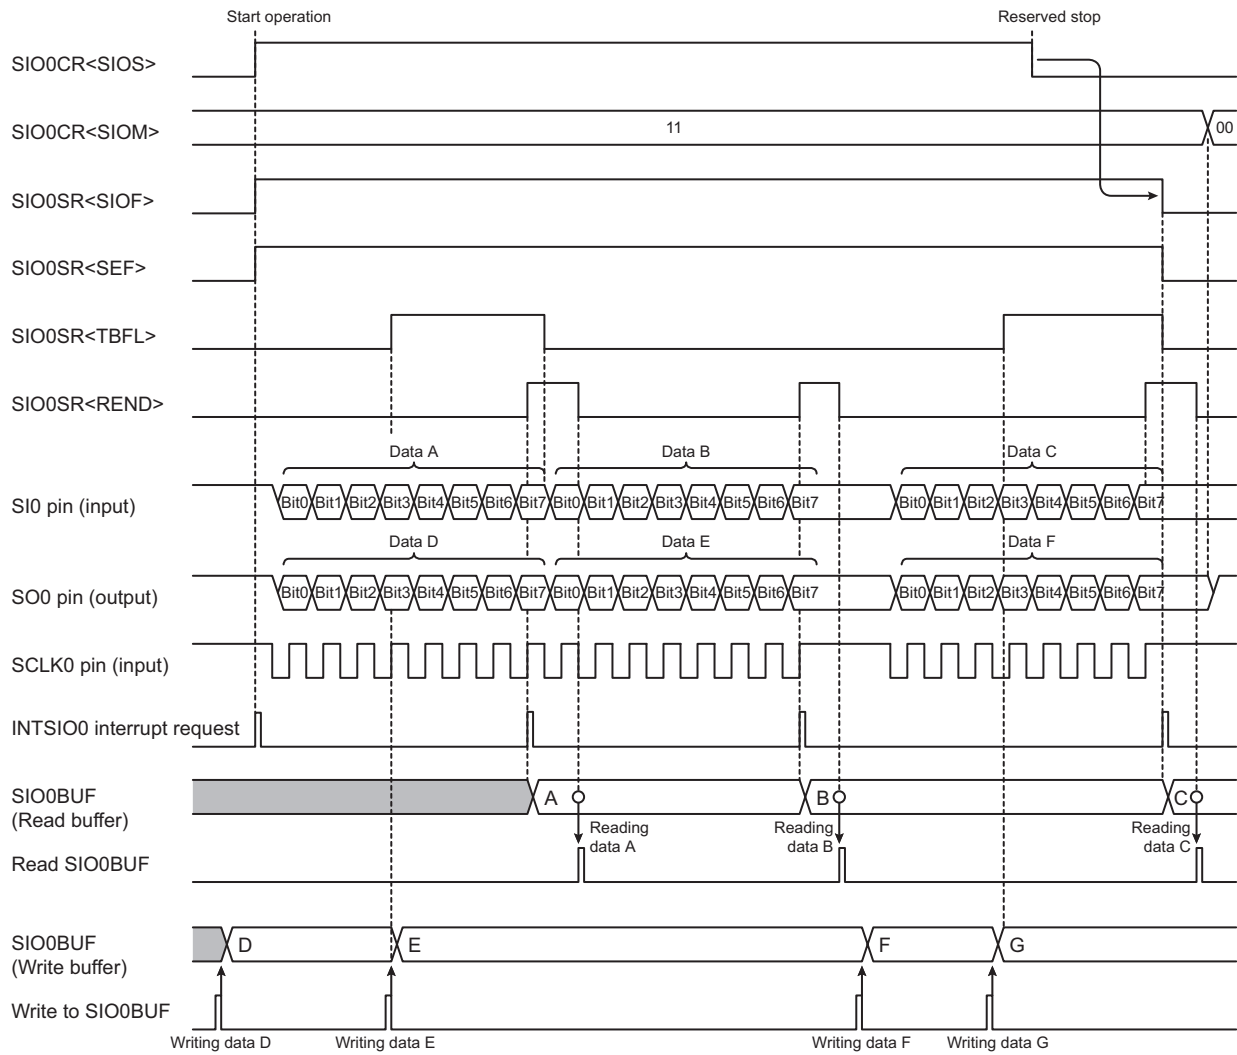 Start operation
Reserved stop
SIO0CR<SIOS>
SIO0CR<SIOM>
11
00
SIO0SR<SIOF>
SIO0SR<SEF>
SIO0SR<TBFL>
SIO0SR<REND>
Data A
Data B
Data C
SI0 pin (input)
Bit0 Bit1 Bit2 Bit3 Bit4 Bit5 Bit6 Bit7 Bit0 Bit1 Bit2 Bit3 Bit4 Bit5 Bit6 Bit7 Bit0 Bit1 Bit2 Bit3 Bit4 Bit5 Bit6 Bit7
Data D
Data E
Data F
SO0 pin (output)
Bit0 Bit1 Bit2 Bit3 Bit4 Bit5 Bit6 Bit7 Bit0 Bit1 Bit2 Bit3 Bit4 Bit5 Bit6 Bit7 Bit0 Bit1 Bit2 Bit3 Bit4 Bit5 Bit6 Bit7
SCLK0 pin (input)
INTSIO0 interrupt request
SIO0BUF
(Read buffer)
A
B
C
Reading
data A
Reading
data B
Reading
data C
Read SIO0BUF
SIO0BUF
(Write buffer)
D
E
F
G
Write to SIO0BUF
Writing data D
Writing data E
Writing data F
Writing data G